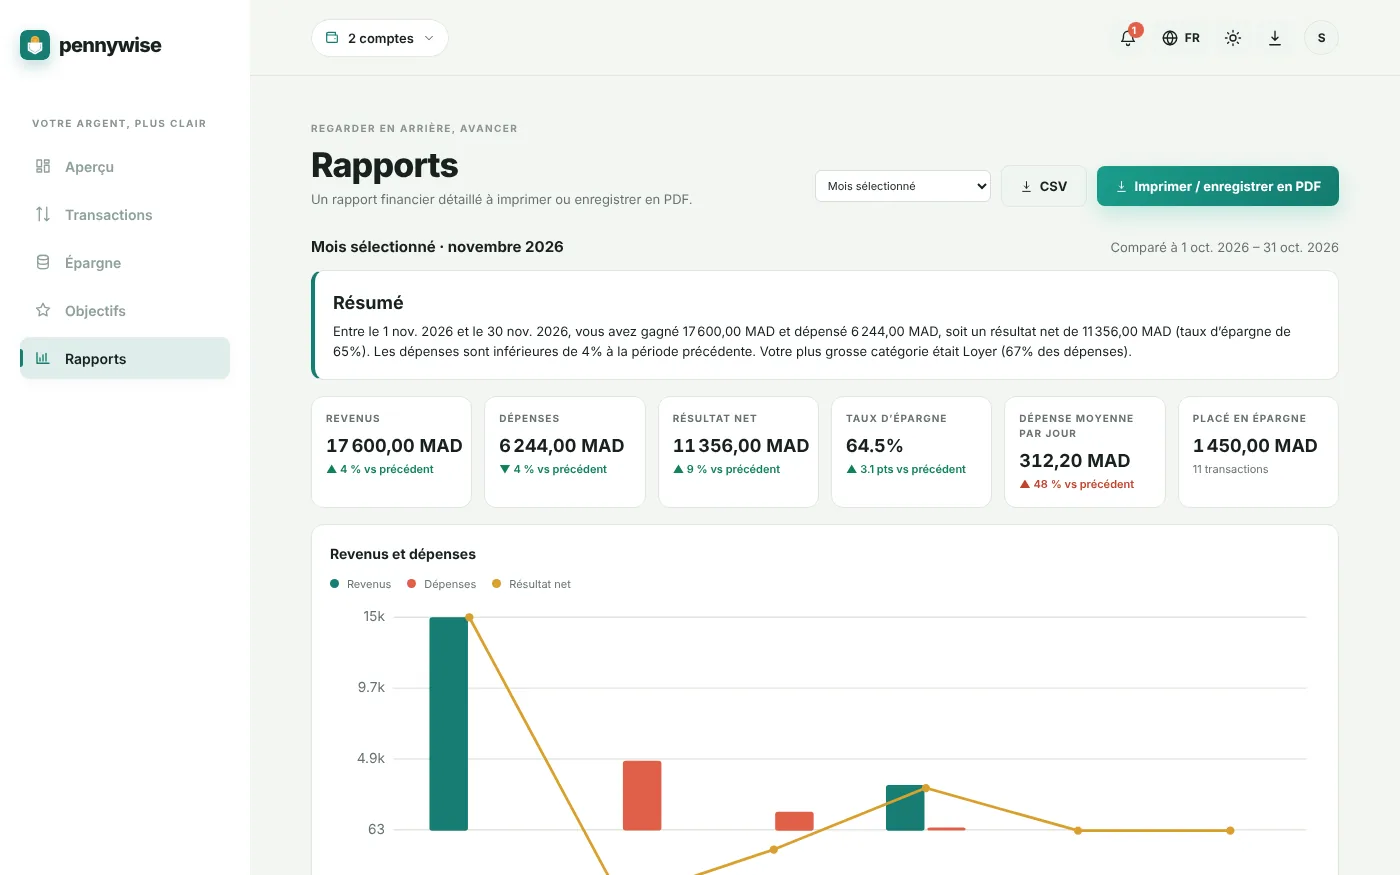 pennywise
2 comptes
1
FR
S
VOTRE ARGENT, PLUS CLAIR
Aperçu
Transactions
Épargne
Objectifs
Rapports
REGARDER EN ARRIÈRE, AVANCER
Rapports
Un rapport financier détaillé à imprimer ou enregistrer en PDF.
Mois sélectionné
CSV
Imprimer / enregistrer en PDF
Mois sélectionné · novembre 2026
Comparé à 1 oct. 2026 – 31 oct. 2026
Résumé
Entre le 1 nov. 2026 et le 30 nov. 2026, vous avez gagné 17 600,00 MAD et dépensé 6 244,00 MAD, soit un résultat net de 11 356,00 MAD (taux d’épargne de
65%). Les dépenses sont inférieures de 4% à la période précédente. Votre plus grosse catégorie était Loyer (67% des dépenses).
REVENUS
17 600,00 MAD
▲ 4 % vs précédent
DÉPENSES
6 244,00 MAD
▼ 4 % vs précédent
RÉSULTAT NET
11 356,00 MAD
▲ 9 % vs précédent
TAUX D’ÉPARGNE
64.5%
▲ 3.1 pts vs précédent
DÉPENSE MOYENNE
PAR JOUR
312,20 MAD
▲ 48 % vs précédent
PLACÉ EN ÉPARGNE
1 450,00 MAD
11 transactions
Revenus et dépenses
Revenus
Dépenses
Résultat net
15k
9.7k
4.9k
63